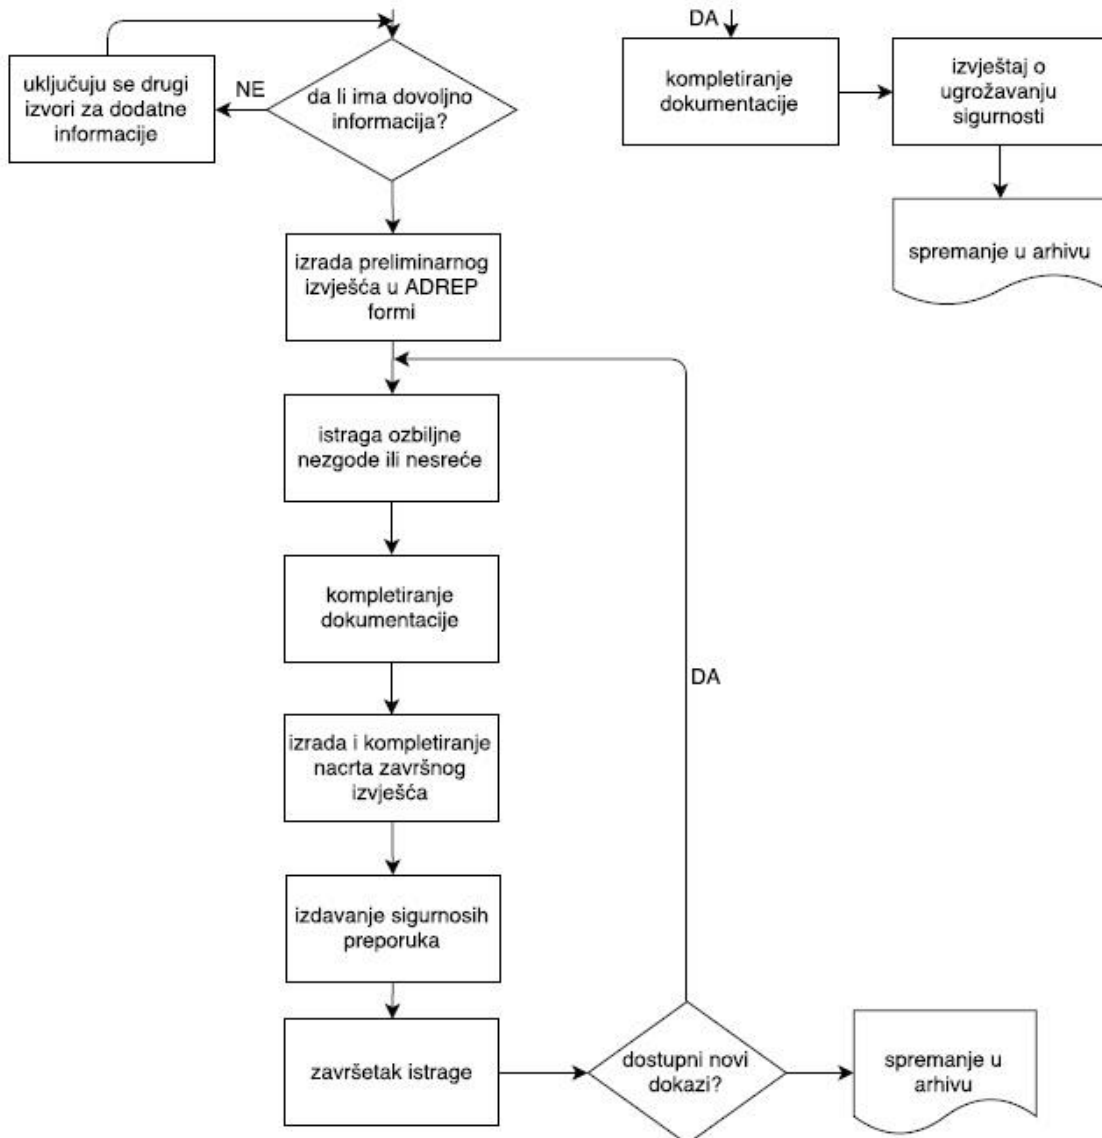 NE
uključuju se drugi
izvori za dodatne
informacije
da li ima dovoljno
informacija?
izrada preliminarnog
izvješća u ADREP
formi
istraga ozbiljne
nezgode ili nesreće
kompletiranje
dokumentacije
izrada i kompletiranje
nacrta završnog
izvješća
izdavanje sigurnosih
preporuka
završetak istrage
dostupni novi
dokazi?
DA
spremanje u
arhivu
DA
kompletiranje
dokumentacije
izvještaj o
ugrožavanju
sigurnosti
spremanje u arhivu